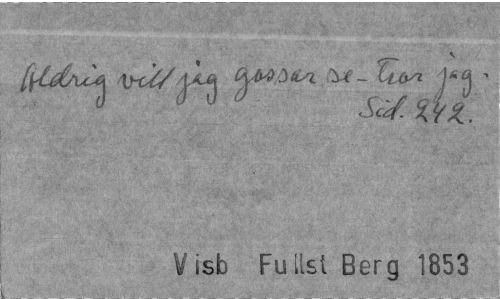 Aldrig vill jag gossar se - tror jag.
Sid. 242.
Visb Fullst Berg 1853